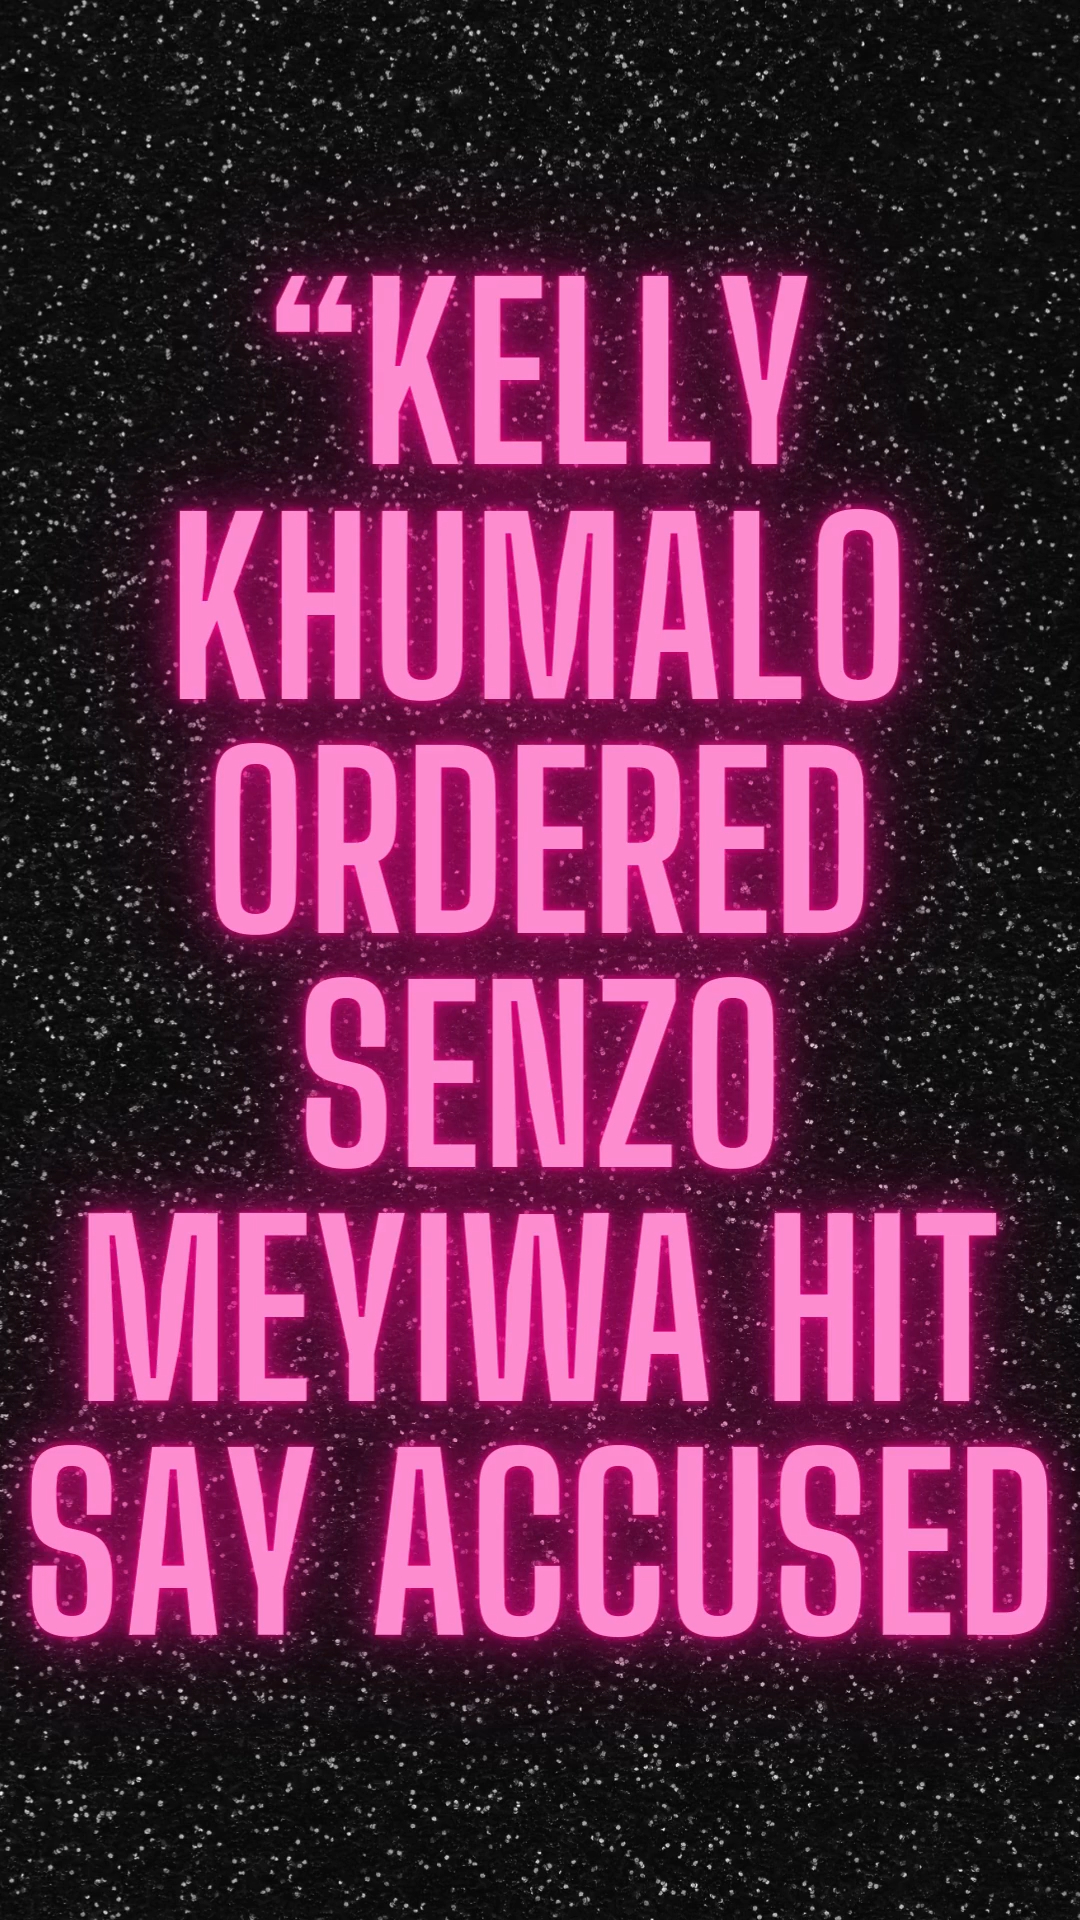 “KELLY
KHUMALO
ORDERED
SENZO
MEYIWA HIT
SAY ACCUSED